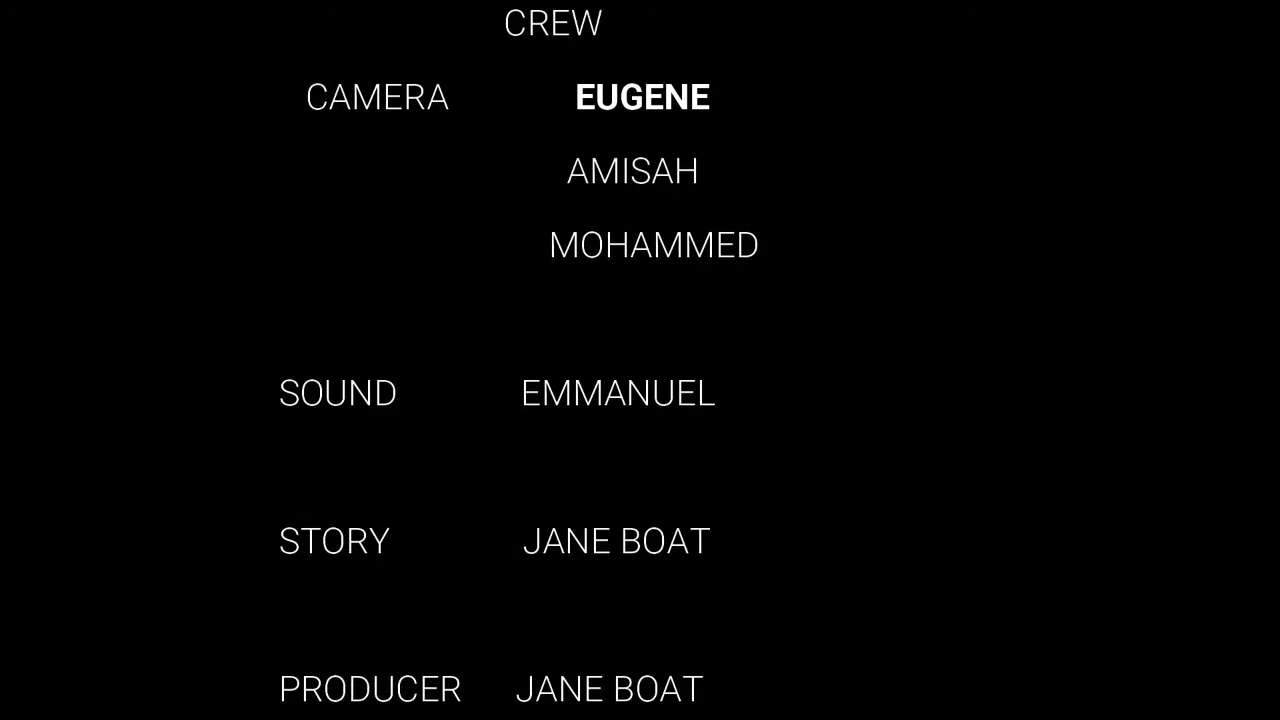 CREW
CAMERA EUGENE
AMISAH
MOHAMMED
SOUND EMMANUEL
STORY JANE BOAT
PRODUCER JANE BOAT